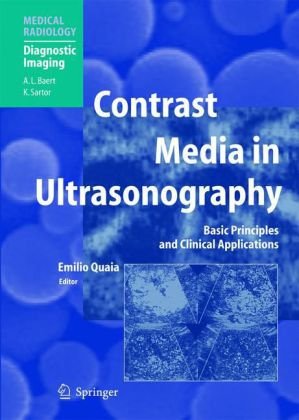 MEDICAL
RADIOLOGY
Diagnostic
Imaging
A. L. Baert
K. Sartor
Contrast
Media in
Ultrasonography
Basic Principles
and Clinical Applications
Emilio Quaia
Editor
Springer